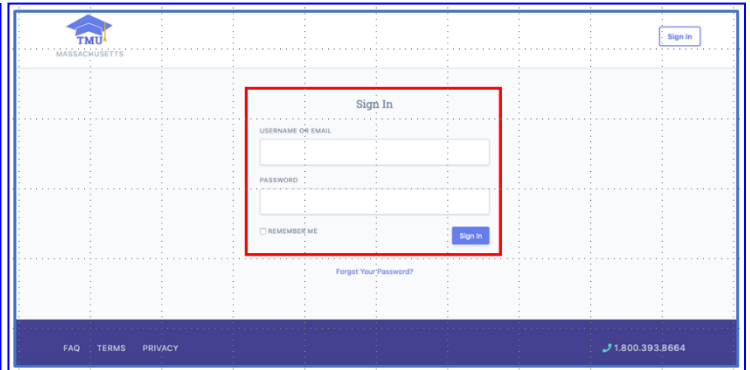 TMU
MASSACHUSETTS
Sign In
Sign In
USERNAME OR EMAIL
PASSWORD
REMEMBER ME
Sign In
Forgot Your Password?
FAQ TERMS PRIVACY
1.800.393.8664